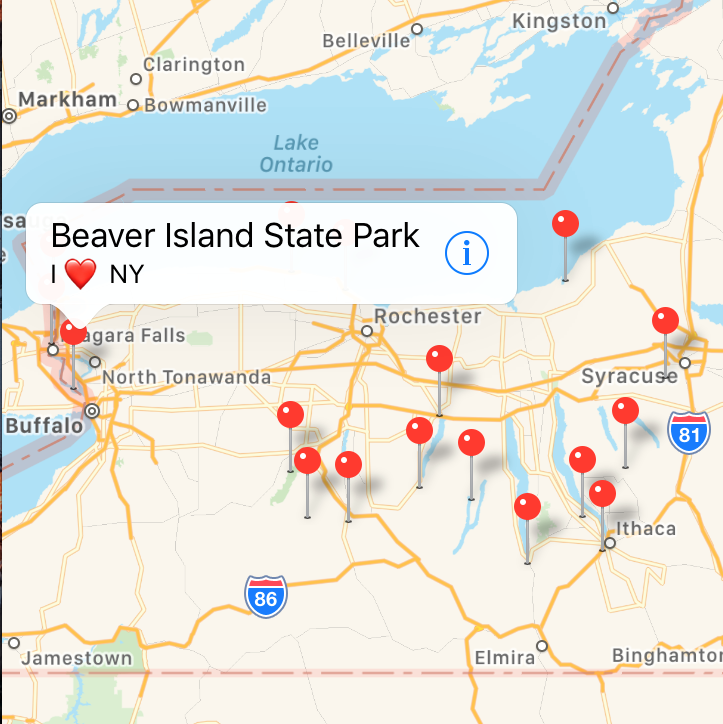 Kingston
Belleville
Clarington
Markham
Bowmanville
Lake
Ontario
Beaver Island State Park
I ❤️ NY
Rochester
agara Falls
Syracuse
North Tonawanda
Buffalo
81
Ithaca
86
Jamestown
Elmira
Binghamto